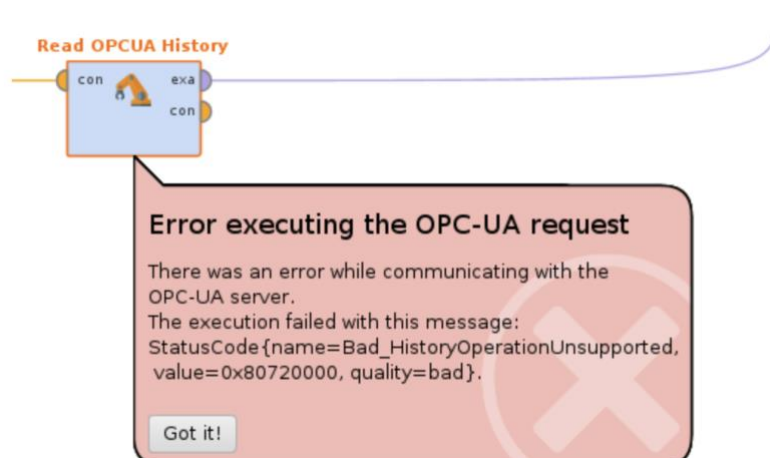 Read OPCUA History
con exa
con
Error executing the OPC-UA request
There was an error while communicating with the
OPC-UA server.
The execution failed with this message:
StatusCode{name=Bad_HistoryOperationUnsupported,
value=0x80720000, quality=bad}.
Got it!